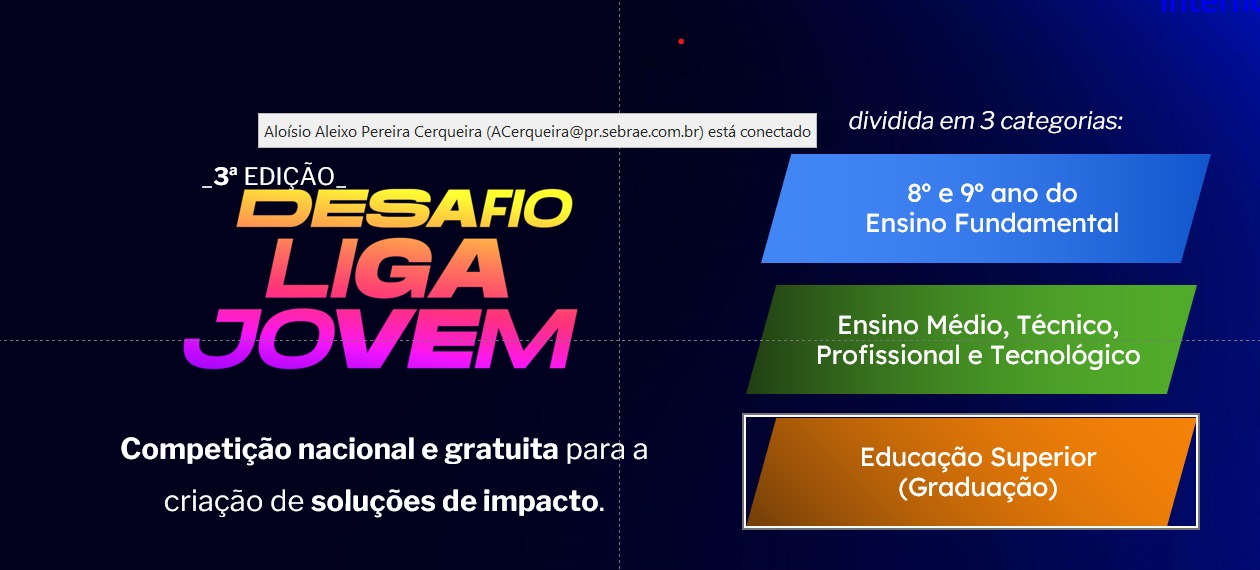 Aloísio Aleixo Pereira Cerqueira (ACerqueira@pr.sebrae.com.br) está conectado
_3ª EDIÇÃO_
DESAFIO
LIGA
JOVEM
Competição nacional e gratuita para a
criação de soluções de impacto.
dividida em 3 categorias:
8º e 9º ano do
Ensino Fundamental
Ensino Médio, Técnico,
Profissional e Tecnológico
Educação Superior
(Graduação)